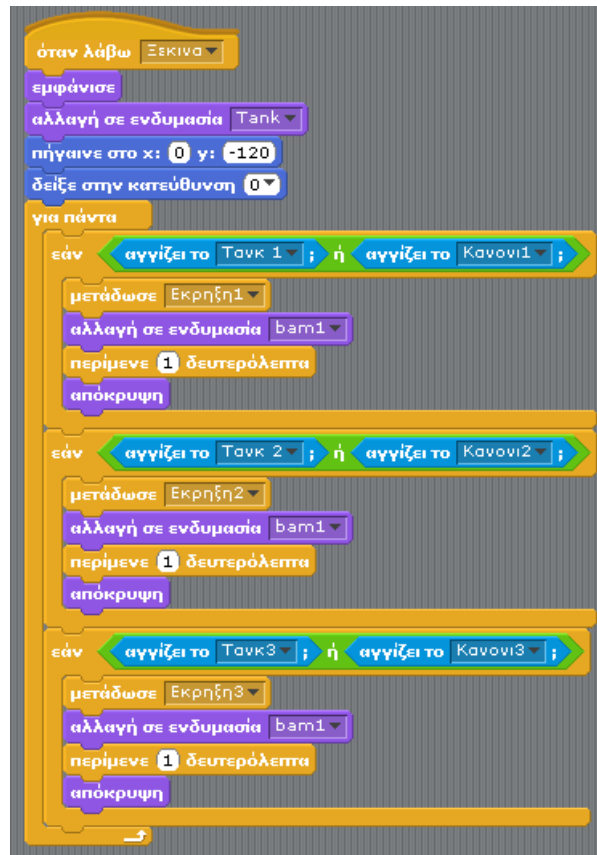 όταν λάβω Ξεκινα
εμφάνισε
αλλαγή σε ενδυμασία Tank
πήγαινε στο x: 0 y: -120
δείξε στην κατεύθυνση 0
για πάντα
εάν αγγίζει το Τανκ 1 ; ή αγγίζει το Κανονι1 ;
μετάδωσε Εκρηξη1
αλλαγή σε ενδυμασία bam1
περίμενε 1 δευτερόλεπτα
απόκρυψη
εάν αγγίζει το Τανκ 2 ; ή αγγίζει το Κανονι2 ;
μετάδωσε Εκρηξη2
αλλαγή σε ενδυμασία bam1
περίμενε 1 δευτερόλεπτα
απόκρυψη
εάν αγγίζει το Τανκ3 ; ή αγγίζει το Κανονι3 ;
μετάδωσε Εκρηξη3
αλλαγή σε ενδυμασία bam1
περίμενε 1 δευτερόλεπτα
απόκρυψη